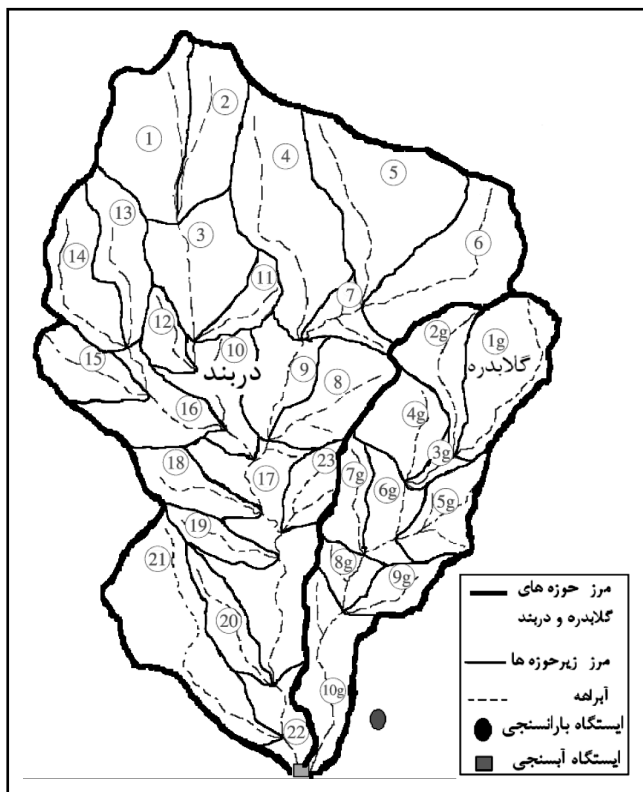 2
1
4
5
13
3
6
14
11
7
12
2g
1g
10
9
گلابدره
15
دربند
8
4g
16
3g
18
17
23
7g
6g
5g
19
21
8g
9g
20
10g
22
مرز حوزه های
گلابدره و دربند
مرز زیرحوزه ها
آبراهه
ایستگاه بارانسنجی
ایستگاه آبسنجی